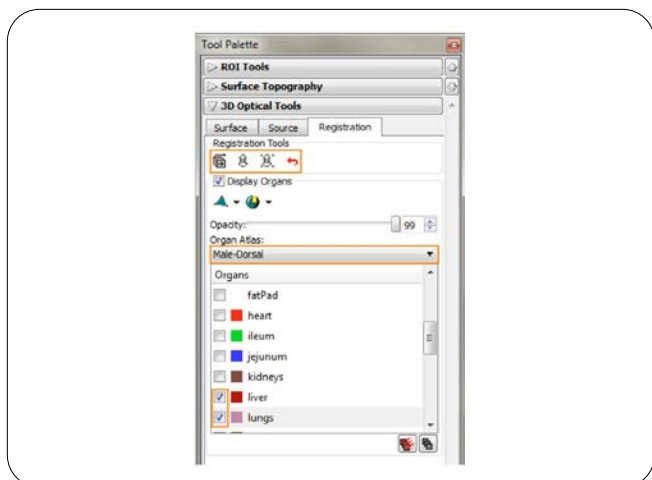 Tool Palette
ROI Tools
Surface Topography
3D Optical Tools
Surface Source Registration
Registration Tools
Display Organs
Opacity: 99
Organ Atlas:
Male-Dorsal
Organs
fatPad
heart
ileum
jejunum
kidneys
liver
lungs